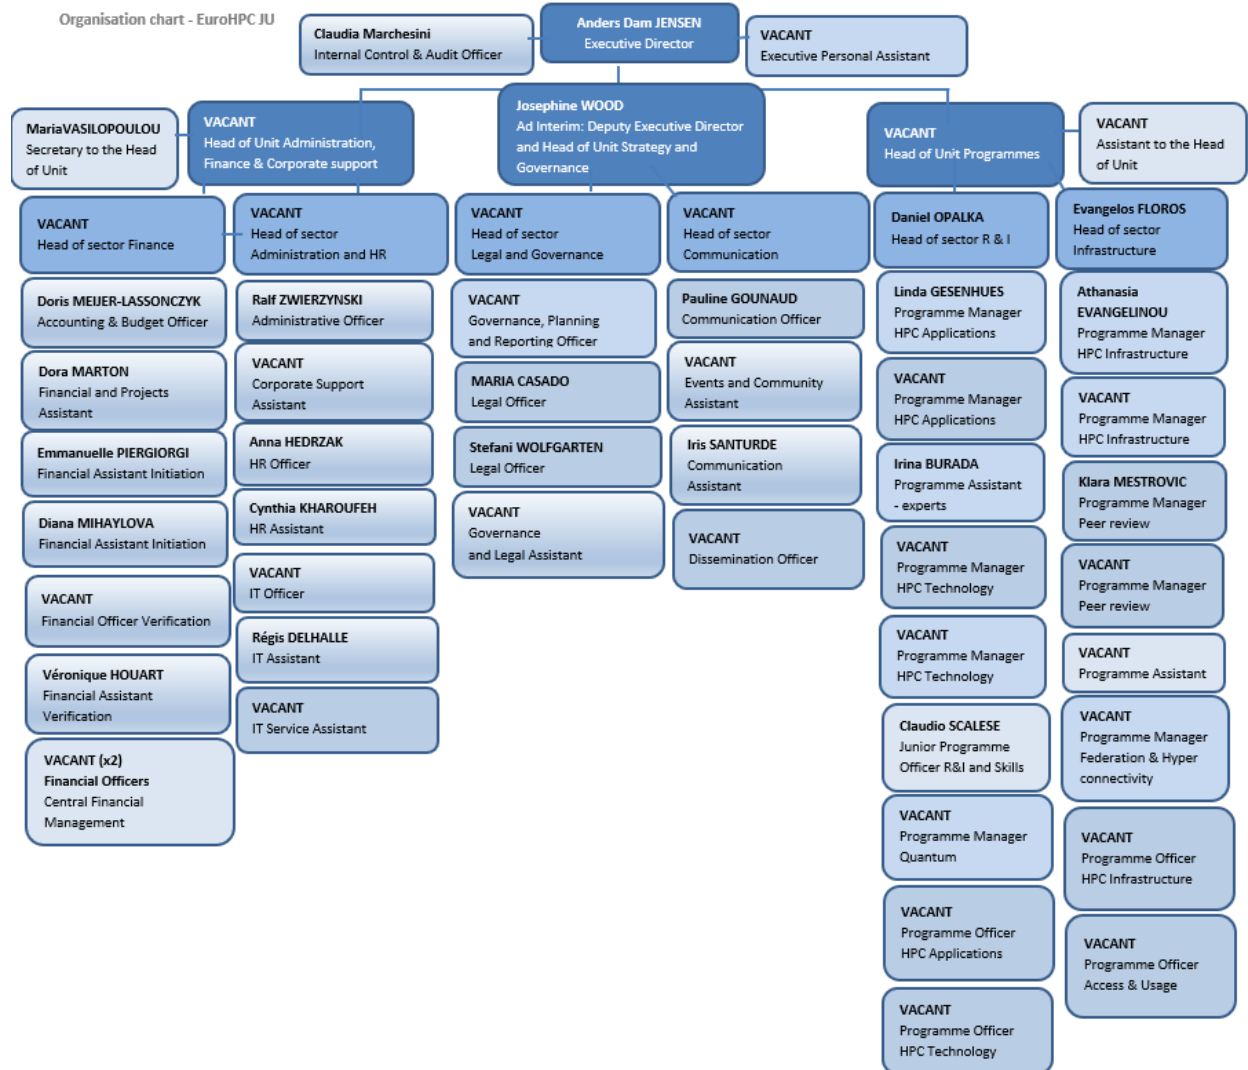 Organisation chart - EuroHPC JU
Claudia Marchesini
Internal Control & Audit Officer
Anders Dam JENSEN
Executive Director
VACANT
Executive Personal Assistant
MariaVASILOPOULOU
Secretary to the Head
of Unit
VACANT
Head of Unit Administration,
Finance & Corporate support
Josephine WOOD
Ad Interim: Deputy Executive Director
and Head of Unit Strategy and
Governance
VACANT
Head of Unit Programmes
VACANT
Assistant to the Head
of Unit
VACANT
Head of sector Finance
Doris MEIJER-LASSONCZYK
Accounting & Budget Officer
Dora MARTON
Financial and Projects
Assistant
Emmanuelle PIERGIORGI
Financial Assistant Initiation
Diana MIHAYLOVA
Financial Assistant Initiation
VACANT
Financial Officer Verification
Véronique HOUART
Financial Assistant
Verification
VACANT (x2)
Financial Officers
Central Financial
Management
VACANT
Head of sector
Administration and HR
Ralf ZWIERZYNSKI
Administrative Officer
VACANT
Corporate Support
Assistant
Anna HEDRZAK
HR Officer
Cynthia KHAROUFEH
HR Assistant
VACANT
IT Officer
Régis DELHALLE
IT Assistant
VACANT
IT Service Assistant
VACANT
Head of sector
Legal and Governance
VACANT
Governance, Planning
and Reporting Officer
MARIA CASADO
Legal Officer
Stefani WOLFGARTEN
Legal Officer
VACANT
Governance
and Legal Assistant
VACANT
Head of sector
Communication
Pauline GOUNAUD
Communication Officer
VACANT
Events and Community
Assistant
Iris SANTURDE
Communication
Assistant
VACANT
Dissemination Officer
Daniel OPALKA
Head of sector R & I
Linda GESENHUES
Programme Manager
HPC Applications
VACANT
Programme Manager
HPC Applications
Irina BURADA
Programme Assistant
- experts
VACANT
Programme Manager
HPC Technology
VACANT
Programme Manager
HPC Technology
Claudio SCALESE
Junior Programme
Officer R&I and Skills
VACANT
Programme Manager
Quantum
VACANT
Programme Officer
HPC Applications
VACANT
Programme Officer
HPC Technology
Evangelos FLOROS
Head of sector
Infrastructure
Athanasia
EVANGELINOU
Programme Manager
HPC Infrastructure
VACANT
Programme Manager
HPC Infrastructure
Klara MESTROVIC
Programme Manager
Peer review
VACANT
Programme Manager
Peer review
VACANT
Programme Assistant
VACANT
Programme Manager
Federation & Hyper
connectivity
VACANT
Programme Officer
HPC Infrastructure
VACANT
Programme Officer
Access & Usage